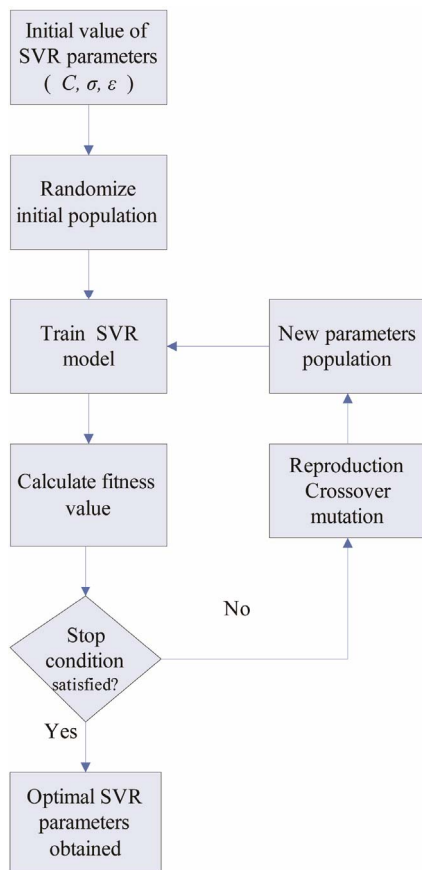 Initial value of
SVR parameters
( C, σ, ε )
Randomize
initial population
Train SVR
model
New parameters
population
Calculate fitness
value
Reproduction
Crossover
mutation
No
Stop
condition
satisfied?
Yes
Optimal SVR
parameters
obtained